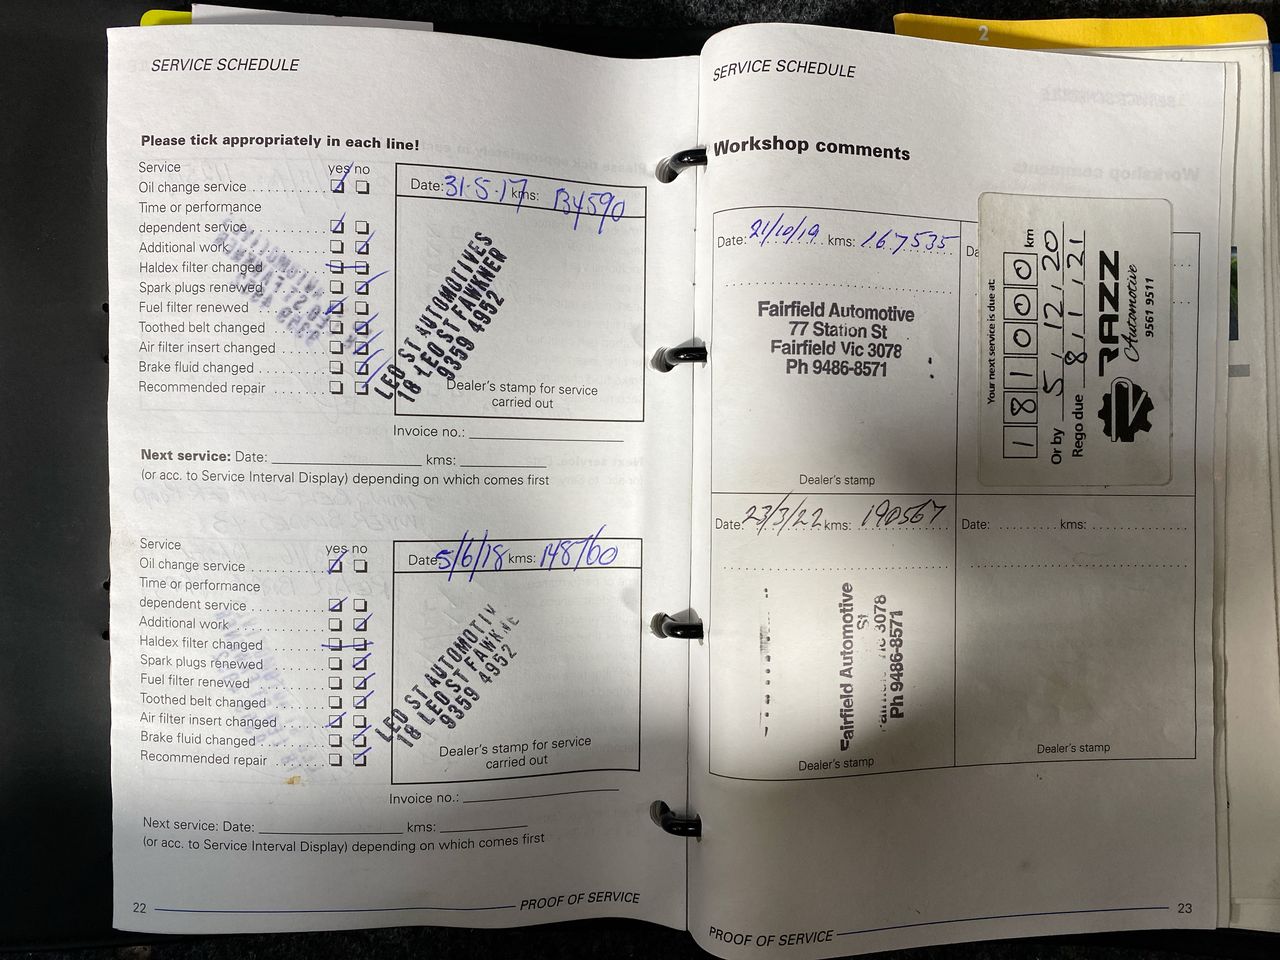 SERVICE SCHEDULE
Please tick appropriately in each line!
Service yes no
Oil change service
Time or performance
dependent service
Additional work
Haldex filter changed
Spark plugs renewed
Fuel filter renewed
Toothed belt changed
Air filter insert changed
Brake fluid changed
Recommended repair
Date: 31·5·17 kms: 134590
LEO ST AUTOMOTIVES
18 LEO ST FAWKNER
9359 4952
Dealer's stamp for service
carried out
Invoice no.:
Next service: Date: kms:
(or acc. to Service Interval Display) depending on which comes first
Service yes no
Oil change service
Time or performance
dependent service
Additional work
Haldex filter changed
Spark plugs renewed
Fuel filter renewed
Toothed belt changed
Air filter insert changed
Brake fluid changed
Recommended repair
Date: 5/6/18 kms: 148760
LEO ST AUTOMOTIV
18 LEO ST FAWKNE
9359 4952
Dealer's stamp for service
carried out
Invoice no.:
Next service: Date: kms:
(or acc. to Service Interval Display) depending on which comes first
22 PROOF OF SERVICE
2
SERVICE SCHEDULE
Workshop comments
Date: 21/10/19 kms: 167535
Fairfield Automotive
77 Station St
Fairfield Vic 3078
Ph 9486-8571
Dealer's stamp
Da
Your next service is due at:
181000 km
Or by 5.12.20
Rego due 8.1.21
RAZZ
Automotive
9561 9511
Date: 23/3/22 kms: 190567
Fairfield Automotive
St
Vic 3078
Ph 9486-8571
Dealer's stamp
Date: kms:
Dealer's stamp
PROOF OF SERVICE 23